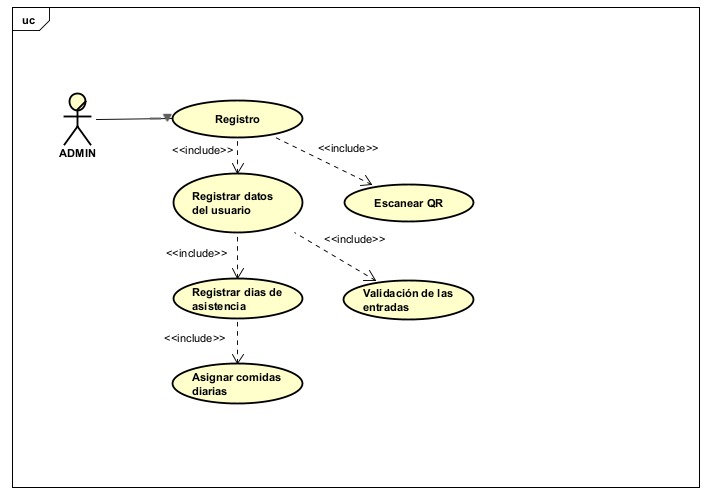 uc
ADMIN
Registro
<<include>>
<<include>>
Registrar datos
del usuario
Escanear QR
<<include>>
<<include>>
Registrar dias de
asistencia
Validación de las
entradas
<<include>>
Asignar comidas
diarias